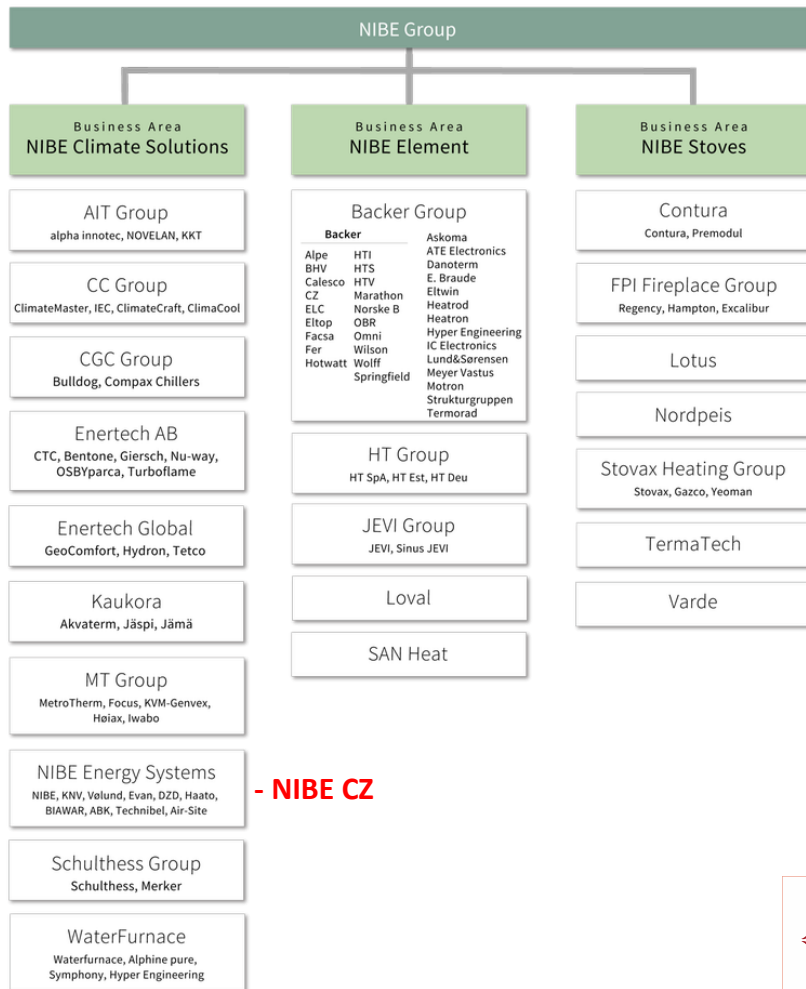 NIBE Group
Business Area
NIBE Climate Solutions
AIT Group
alpha innotec, NOVELAN, KKT
CC Group
ClimateMaster, IEC, ClimateCraft, ClimaCool
CGC Group
Bulldog, Compax Chillers
Enertech AB
CTC, Bentone, Giersch, Nu-way,
OSBYparca, Turboflame
Enertech Global
GeoComfort, Hydron, Tetco
Kaukora
Akvaterm, Jäspi, Jämä
MT Group
MetroTherm, Focus, KVM-Genvex,
Høiax, Iwabo
NIBE Energy Systems
NIBE, KNV, Vølund, Evan, DZD, Haato,
BIAWAR, ABK, Technibel, Air-Site
- NIBE CZ
Schulthess Group
Schulthess, Merker
WaterFurnace
Waterfurnace, Alphine pure,
Symphony, Hyper Engineering
Business Area
NIBE Element
Backer Group
Backer
Alpe
BHV
Calesco
CZ
ELC
Eltop
Facsa
Fer
Hotwatt
HTI
HTS
HTV
Marathon
Norske B
OBR
Omni
Wilson
Wolff
Springfield
Askoma
ATE Electronics
Danoterm
E. Braude
Eltwin
Heatrod
Heatron
Hyper Engineering
IC Electronics
Lund&Sørensen
Meyer Vastus
Motron
Strukturgruppen
Termorad
HT Group
HT SpA, HT Est, HT Deu
JEVI Group
JEVI, Sinus JEVI
Loval
SAN Heat
Business Area
NIBE Stoves
Contura
Contura, Premodul
FPI Fireplace Group
Regency, Hampton, Excalibur
Lotus
Nordpeis
Stovax Heating Group
Stovax, Gazco, Yeoman
TermaTech
Varde